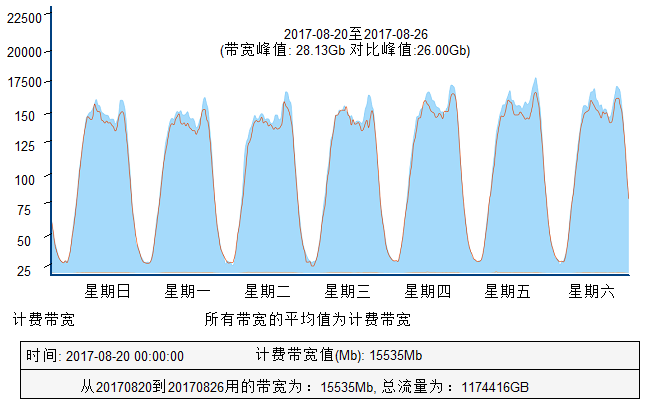 2017-08-20至2017-08-26
(带宽峰值: 28.13Gb 对比峰值:26.00Gb)
22500
20000
17500
150
125
100
75
50
25
星期日 星期一 星期二 星期三 星期四 星期五 星期六
计费带宽 所有带宽的平均值为计费带宽
时间: 2017-08-20 00:00:00 计费带宽值(Mb): 15535Mb
从20170820到20170826用的带宽为：15535Mb, 总流量为：1174416GB